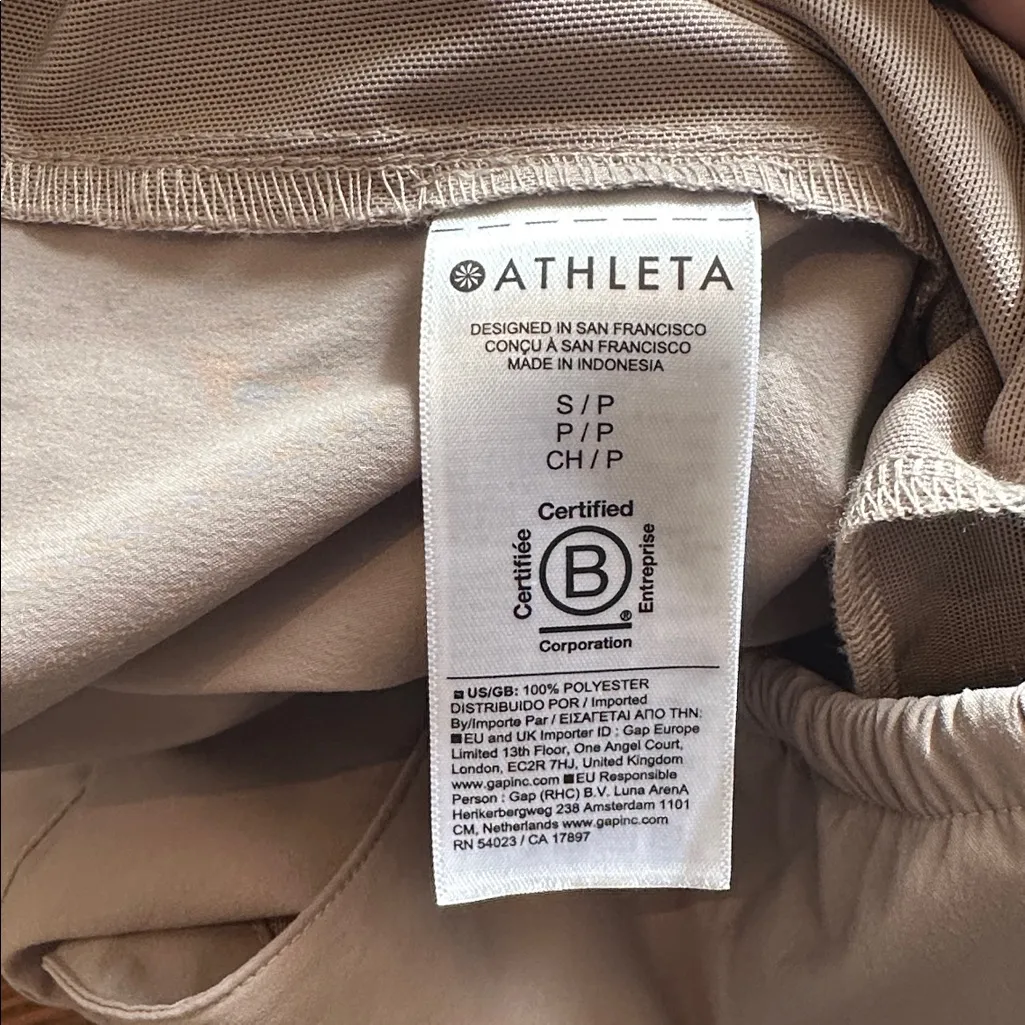 ATHLETA
DESIGNED IN SAN FRANCISCO
CONÇU À SAN FRANCISCO
MADE IN INDONESIA
S / P
P / P
CH / P
Certified
Certifiée
B
Entreprise
®
Corporation
US/GB: 100% POLYESTER
DISTRIBUIDO POR / Imported
By/Importe Par / ΕΙΣΑΓΕΤΑΙ ΑΠΟ ΤΗΝ:
EU and UK Importer ID : Gap Europe
Limited 13th Floor, One Angel Court,
London, EC2R 7HJ, United Kingdom
www.gapinc.com ■EU Responsible
Person : Gap (RHC) B.V. Luna ArenA
Herikerbergweg 238 Amsterdam 1101
CM, Netherlands www.gapinc.com
RN 54023 / CA 17897